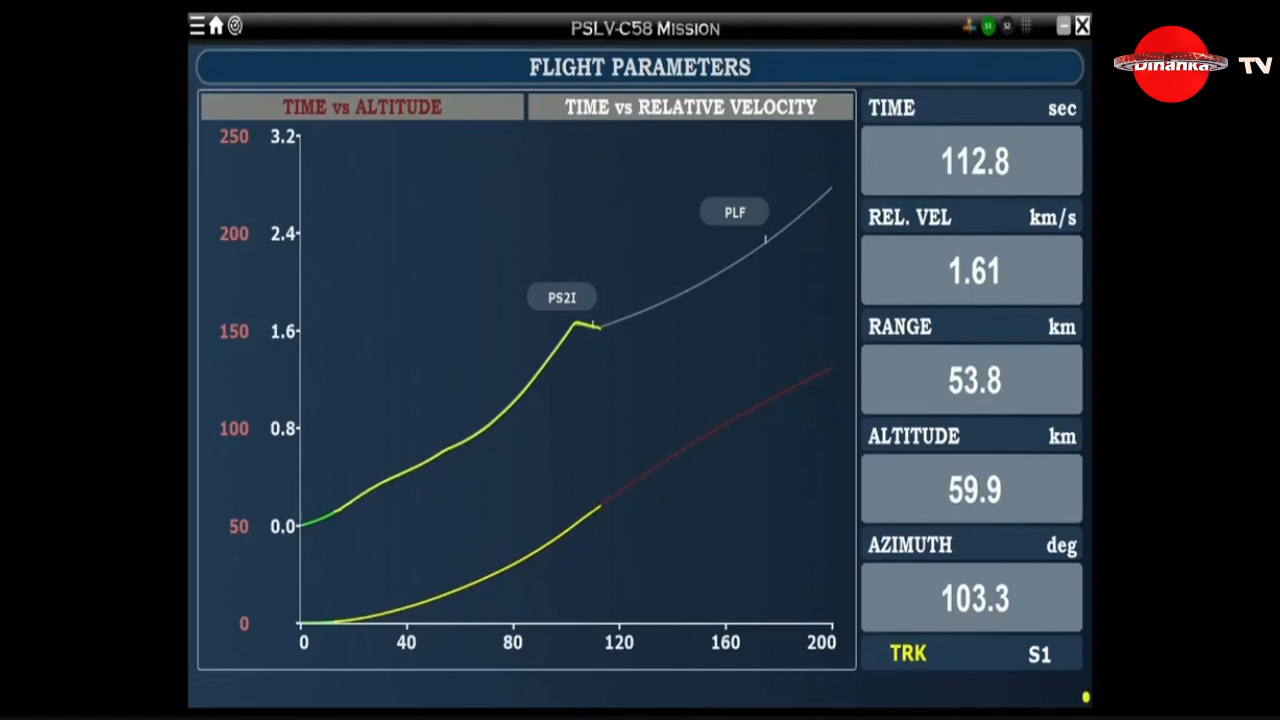 PSLV-C58 MISSION
S1
S2
Dinanka TV
FLIGHT PARAMETERS
TIME vs ALTITUDE
TIME vs RELATIVE VELOCITY
250 3.2
200 2.4
150 1.6
100 0.8
50 0.0
0
0 40 80 120 160 200
PLF
PS2I
TIME sec
112.8
REL. VEL km/s
1.61
RANGE km
53.8
ALTITUDE km
59.9
AZIMUTH deg
103.3
TRK S1